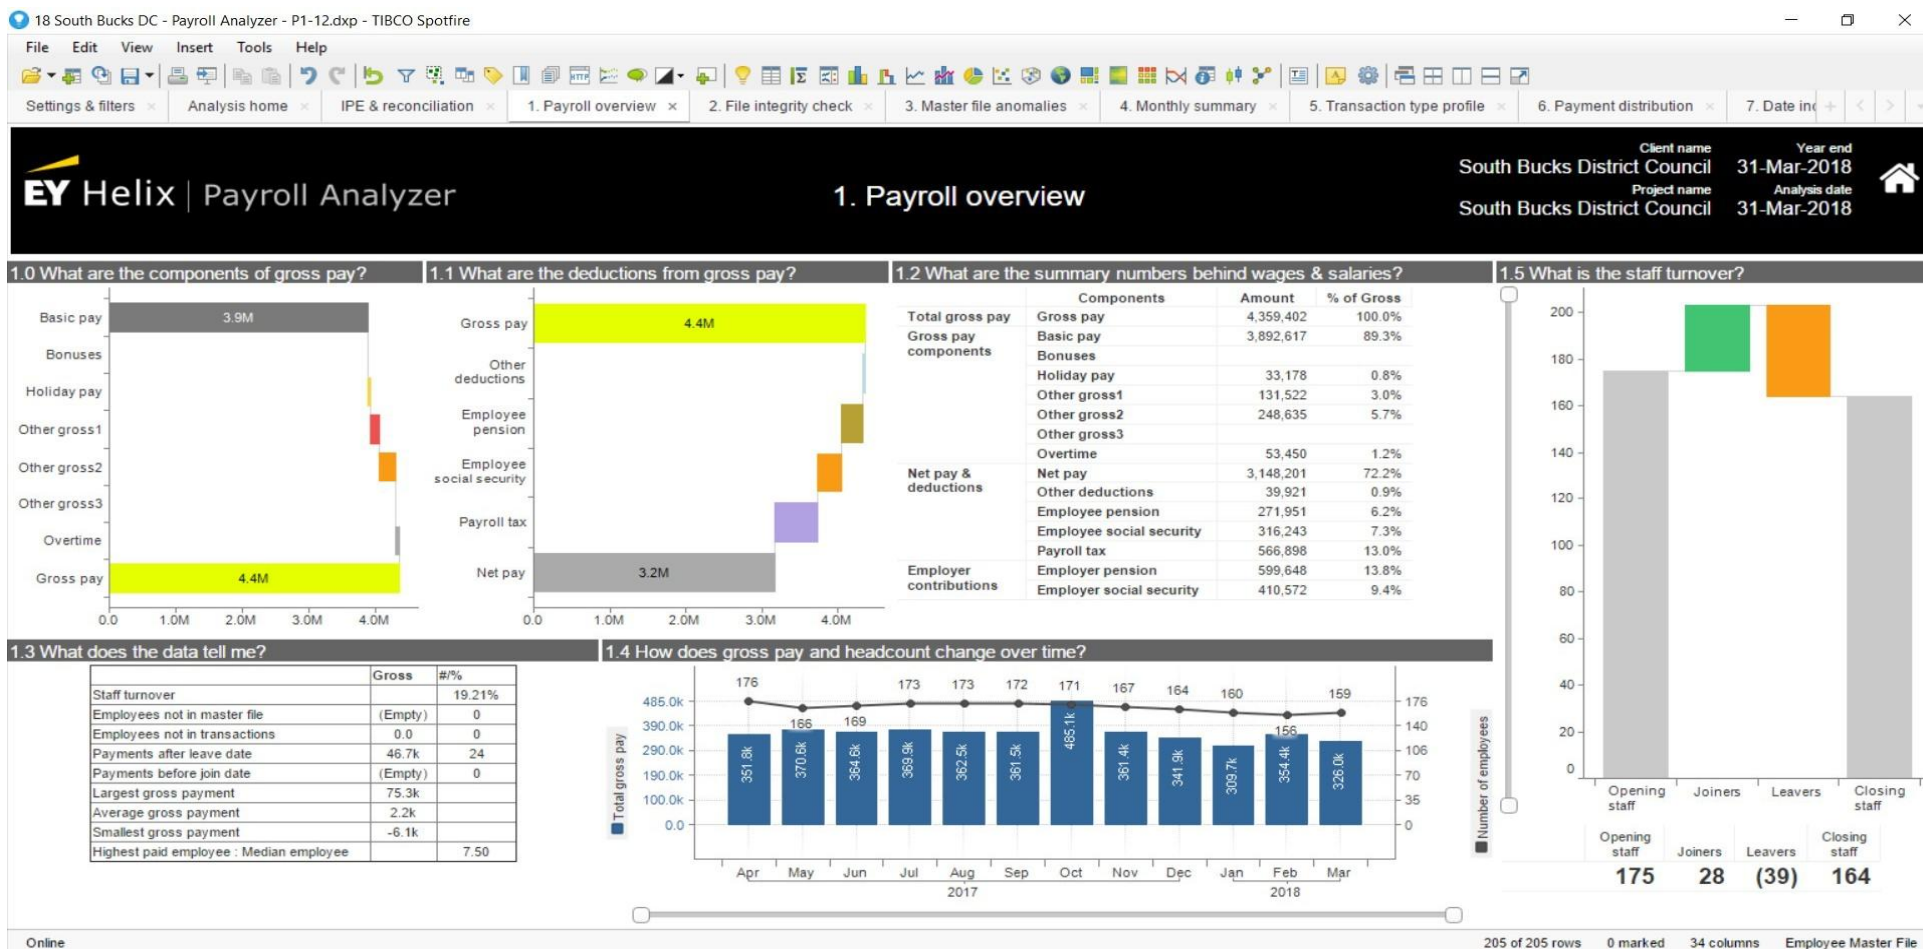 18 South Bucks DC - Payroll Analyzer - P1-12.dxp - TIBCO Spotfire
File Edit View Insert Tools Help
Settings & filters Analysis home IPE & reconciliation 1. Payroll overview 2. File integrity check 3. Master file anomalies 4. Monthly summary 5. Transaction type profile 6. Payment distribution 7. Date in
EY Helix | Payroll Analyzer
1. Payroll overview
Client name Year end
South Bucks District Council 31-Mar-2018
Project name Analysis date
South Bucks District Council 31-Mar-2018
1.0 What are the components of gross pay?
Basic pay 3.9M
Bonuses
Holiday pay
Other gross1
Other gross2
Other gross3
Overtime
Gross pay 4.4M
0.0 1.0M 2.0M 3.0M 4.0M
1.1 What are the deductions from gross pay?
Gross pay 4.4M
Other
deductions
Employee
pension
Employee
social security
Payroll tax
Net pay 3.2M
0.0 1.0M 2.0M 3.0M 4.0M
1.2 What are the summary numbers behind wages & salaries?
Components Amount % of Gross
Total gross pay Gross pay 4,359,402 100.0%
Gross pay components Basic pay 3,892,617 89.3%
Bonuses
Holiday pay 33,178 0.8%
Other gross1 131,522 3.0%
Other gross2 248,635 5.7%
Other gross3
Overtime 53,450 1.2%
Net pay & deductions Net pay 3,148,201 72.2%
Other deductions 39,921 0.9%
Employee pension 271,951 6.2%
Employee social security 316,243 7.3%
Payroll tax 566,898 13.0%
Employer contributions Employer pension 599,648 13.8%
Employer social security 410,572 9.4%
1.3 What does the data tell me?
Gross #/%
Staff turnover 19.21%
Employees not in master file (Empty) 0
Employees not in transactions 0.0 0
Payments after leave date 46.7k 24
Payments before join date (Empty) 0
Largest gross payment 75.3k
Average gross payment 2.2k
Smallest gross payment -6.1k
Highest paid employee : Median employee 7.50
1.4 How does gross pay and headcount change over time?
Total gross pay
485.0k
390.0k
290.0k
190.0k
100.0k
0.0
176 166 169 173 173 172 171 167 164 160 156 159
351.8k 370.6k 364.6k 369.9k 362.5k 361.5k 485.1k 361.4k 341.9k 309.7k 354.4k 326.0k
176
140
106
70
35
0
Number of employees
Apr May Jun Jul Aug Sep Oct Nov Dec Jan Feb Mar
2017 2018
1.5 What is the staff turnover?
200
180
160
140
120
100
80
60
40
20
0
Opening staff Joiners Leavers Closing staff
Opening staff Joiners Leavers Closing staff
175 28 (39) 164
Online 205 of 205 rows 0 marked 34 columns Employee Master File